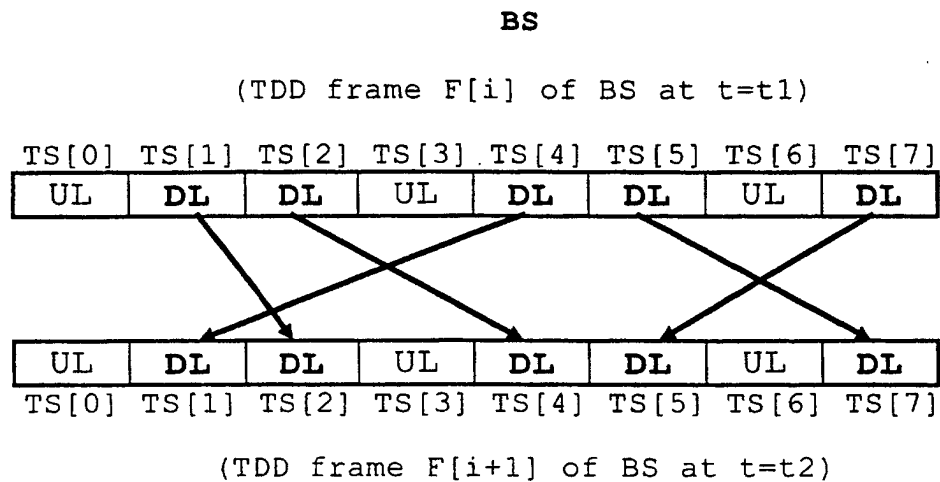 BS
(TDD frame F[i] of BS at t=t1)
TS[0] TS[1] TS[2] TS[3] TS[4] TS[5] TS[6] TS[7]
UL DL DL UL DL DL UL DL
UL DL DL UL DL DL UL DL
TS[0] TS[1] TS[2] TS[3] TS[4] TS[5] TS[6] TS[7]
(TDD frame F[i+1] of BS at t=t2)